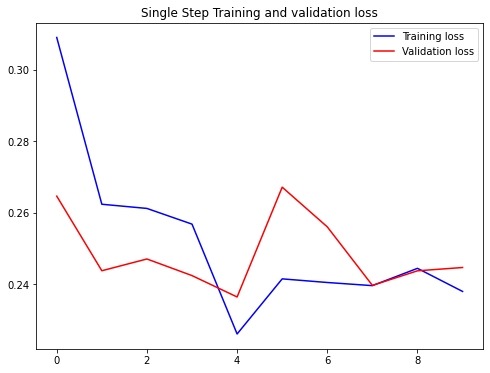 Single Step Training and validation loss
Training loss
Validation loss
0.30
0.28
0.26
0.24
0 2 4 6 8